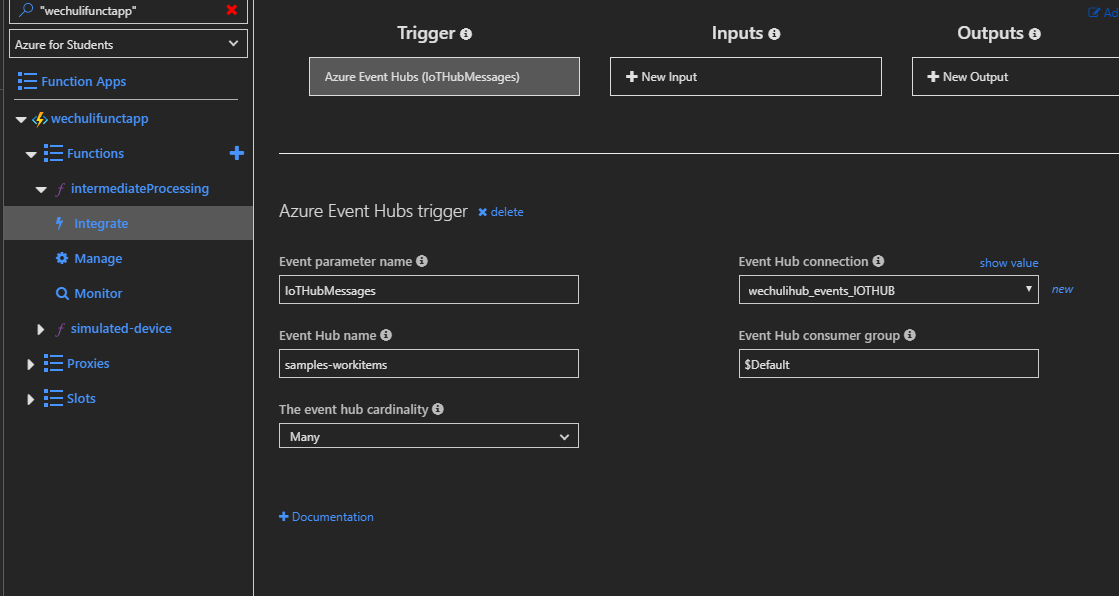 "wechulifunctapp"
Azure for Students
Function Apps
wechulifunctapp
Functions
intermediateProcessing
Integrate
Manage
Monitor
simulated-device
Proxies
Slots
Ad
Trigger
Inputs
Outputs
Azure Event Hubs (IoTHubMessages)
New Input
New Output
Azure Event Hubs trigger
delete
Event parameter name
IoTHubMessages
Event Hub connection
show value
wechulihub_events_IOTHUB
new
Event Hub name
samples-workitems
Event Hub consumer group
$Default
The event hub cardinality
Many
Documentation